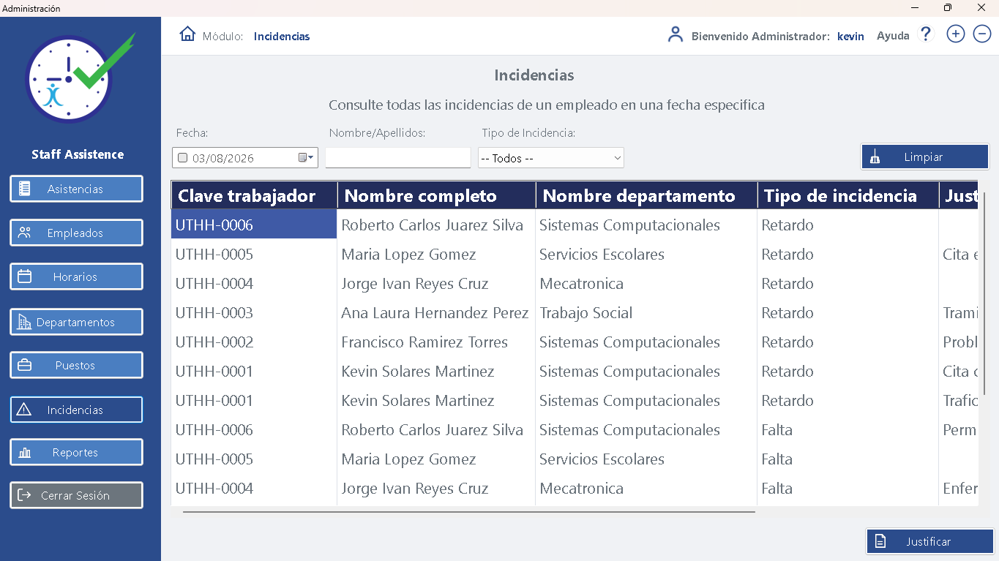 Administración
Módulo: Incidencias
Bienvenido Administrador: kevin Ayuda ?
Staff Assistence
Asistencias
Empleados
Horarios
Departamentos
Puestos
Incidencias
Reportes
Cerrar Sesión
Incidencias
Consulte todas las incidencias de un empleado en una fecha especifica
Fecha: Nombre/Apellidos: Tipo de Incidencia:
03/08/2026 -- Todos -- Limpiar
Clave trabajador Nombre completo Nombre departamento Tipo de incidencia Just
UTHH-0006 Roberto Carlos Juarez Silva Sistemas Computacionales Retardo
UTHH-0005 Maria Lopez Gomez Servicios Escolares Retardo Cita e
UTHH-0004 Jorge Ivan Reyes Cruz Mecatronica Retardo
UTHH-0003 Ana Laura Hernandez Perez Trabajo Social Retardo Trami
UTHH-0002 Francisco Ramirez Torres Sistemas Computacionales Retardo Probl
UTHH-0001 Kevin Solares Martinez Sistemas Computacionales Retardo Cita
UTHH-0001 Kevin Solares Martinez Sistemas Computacionales Retardo Trafic
UTHH-0006 Roberto Carlos Juarez Silva Sistemas Computacionales Falta Perm
UTHH-0005 Maria Lopez Gomez Servicios Escolares Falta
UTHH-0004 Jorge Ivan Reyes Cruz Mecatronica Falta Enfer
Justificar